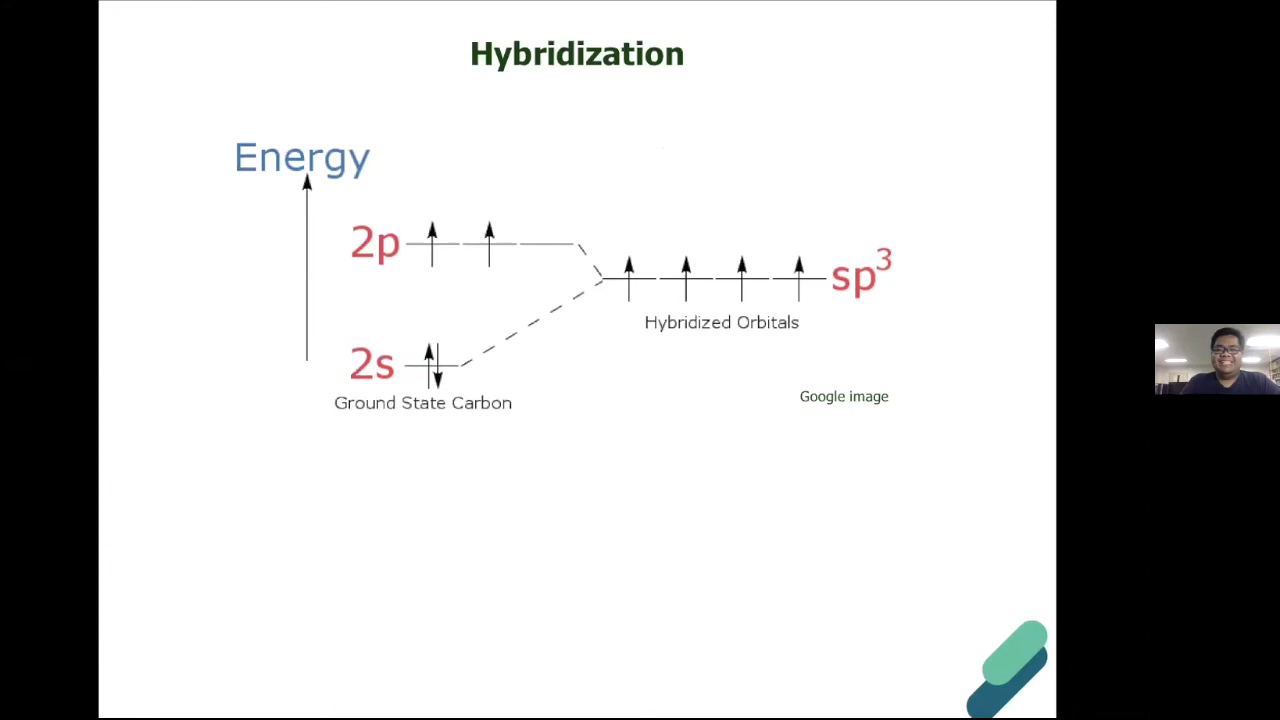 Hybridization
Energy
2p
sp³
Hybridized Orbitals
2s
Ground State Carbon
Google image